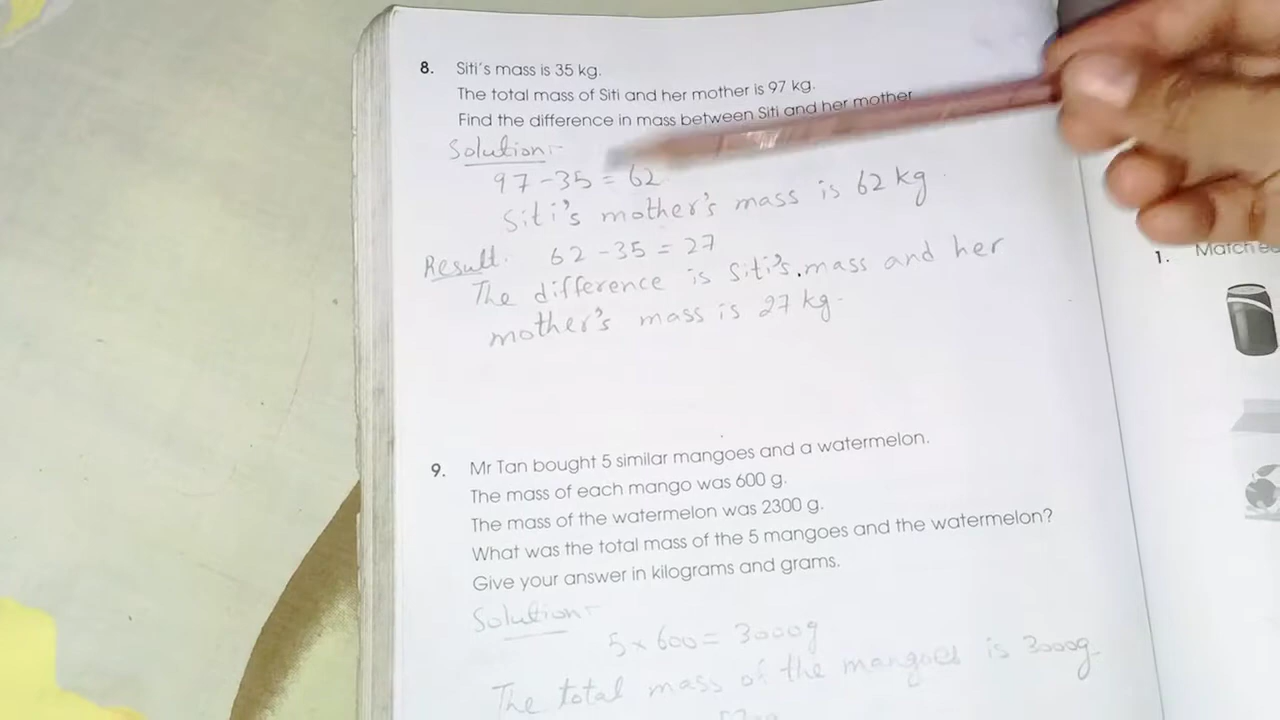 8. Siti's mass is 35 kg.
The total mass of Siti and her mother is 97 kg.
Find the difference in mass between Siti and her mother
Solution:-
97 - 35 = 62
Siti's mother's mass is 62 kg.
Result: 62 - 35 = 27
The difference is Siti's mass and her
mother's mass is 27 kg.
9. Mr Tan bought 5 similar mangoes and a watermelon.
The mass of each mango was 600 g.
The mass of the watermelon was 2300 g.
What was the total mass of the 5 mangoes and the watermelon?
Give your answer in kilograms and grams.
Solution:-
5 x 600 = 3000g
The total mass of the mangoes is 3000g.
1. Match